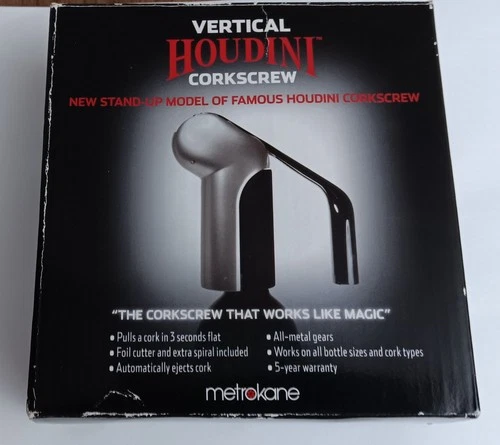 VERTICAL
HOUDINI™
CORKSCREW
NEW STAND-UP MODEL OF FAMOUS HOUDINI CORKSCREW
"THE CORKSCREW THAT WORKS LIKE MAGIC"
• Pulls a cork in 3 seconds flat
• Foil cutter and extra spiral included
• Automatically ejects cork
• All-metal gears
• Works on all bottle sizes and cork types
• 5-year warranty
metrokane